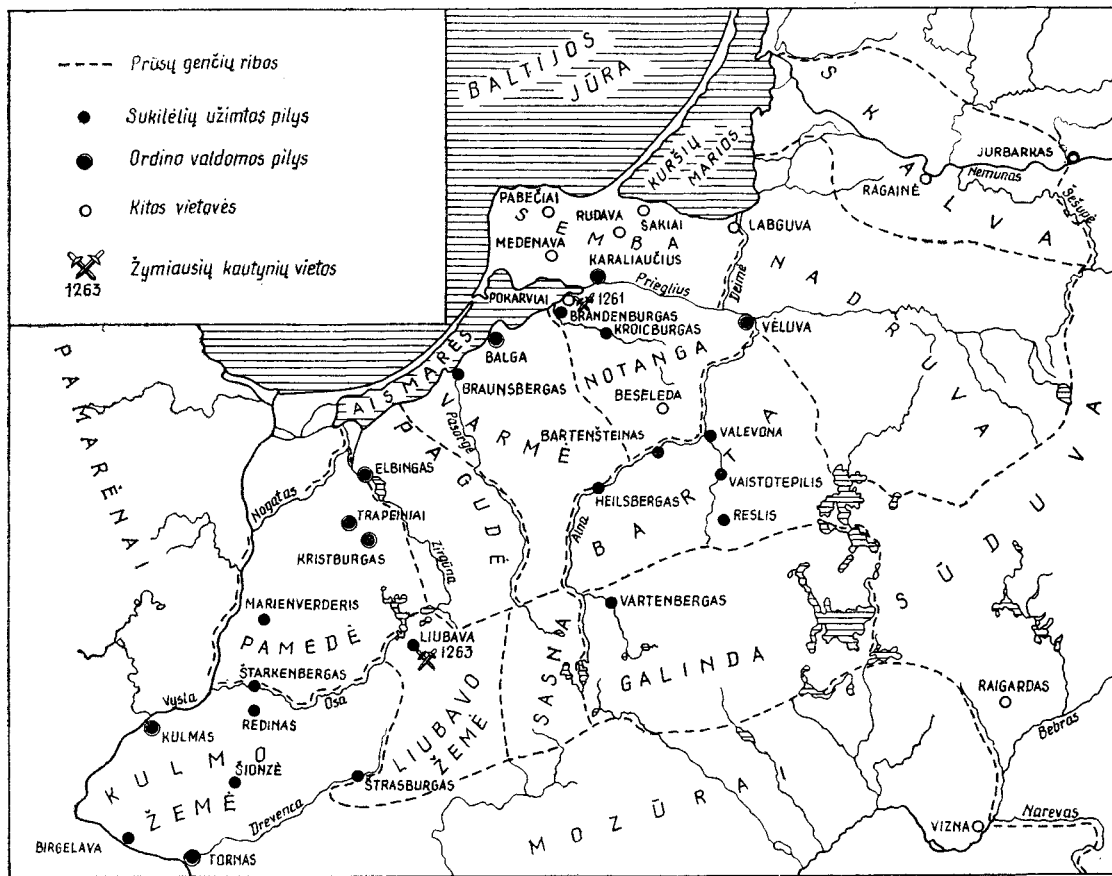 Prūsų genčių ribos
Sukilėlių užimtos pilys
Ordino valdomos pilys
Kitos vietovės
Žymiausių kautynių vietos
1263
BALTIJOS
JŪRA
KURŠIŲ
MARIOS
SKALVA
JURBARKAS
RAGAINĖ
Nemunas
Šešupė
PABEČIAI
SEMBA
RUDAVA
ŠAKIAI
LABGUVA
MEDENAVA
KARALIAUČIUS
Prieglius
Deimė
NADRUVA
POKARVIAI
1261
BRANDENBURGAS
KROICBURGAS
VĖLUVA
BALGA
NOTANGA
AISMARĖS
BRAUNSBERGAS
BESELEDA
PAMARĖNAI
VARMĖ
Pasargė
BARTENŠTEINAS
VALEVONA
PAGUDĖ
ELBINGAS
HEILSBERGAS
VAISTOTEPILIS
Nogatas
TRAPEINIAI
Aina
BARTA
RESLIS
KRISTBURGAS
Zirgūna
SŪDUVA
MARIENVERDERIS
VARTENBERGAS
PAMEDĖ
LIUBAVA
1263
SASNA
GALINDA
ŠTARKENBERGAS
Osa
Vysla
REDINAS
RAIGARDAS
KULMAS
LIUBAVO
ŽEMĖ
Bebras
KULMO
ŽEMĖ
ŠIONZĖ
ŠTRASBURGAS
Drevenca
MOZŪRAI
Narevas
BIRGELAVA
VIZNA
TORNAS